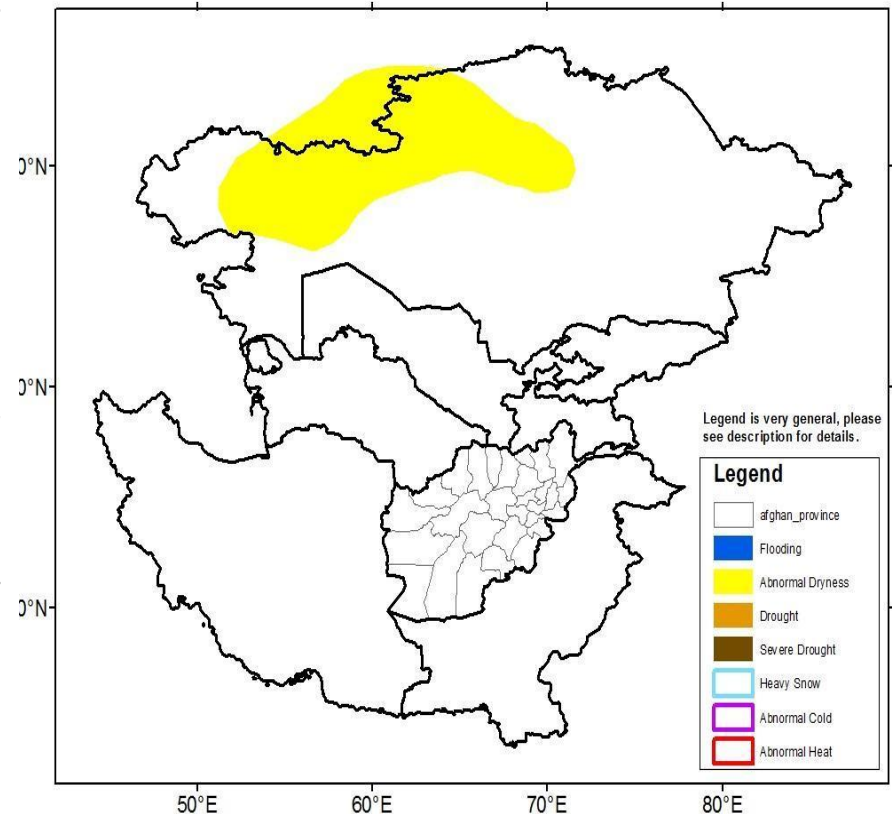 0°N
0°N
Legend is very general, please
see description for details.
Legend
afghan_province
Flooding
Abnormal Dryness
Drought
Severe Drought
Heavy Snow
Abnormal Cold
Abnormal Heat
0°N
50°E 60°E 70°E 80°E